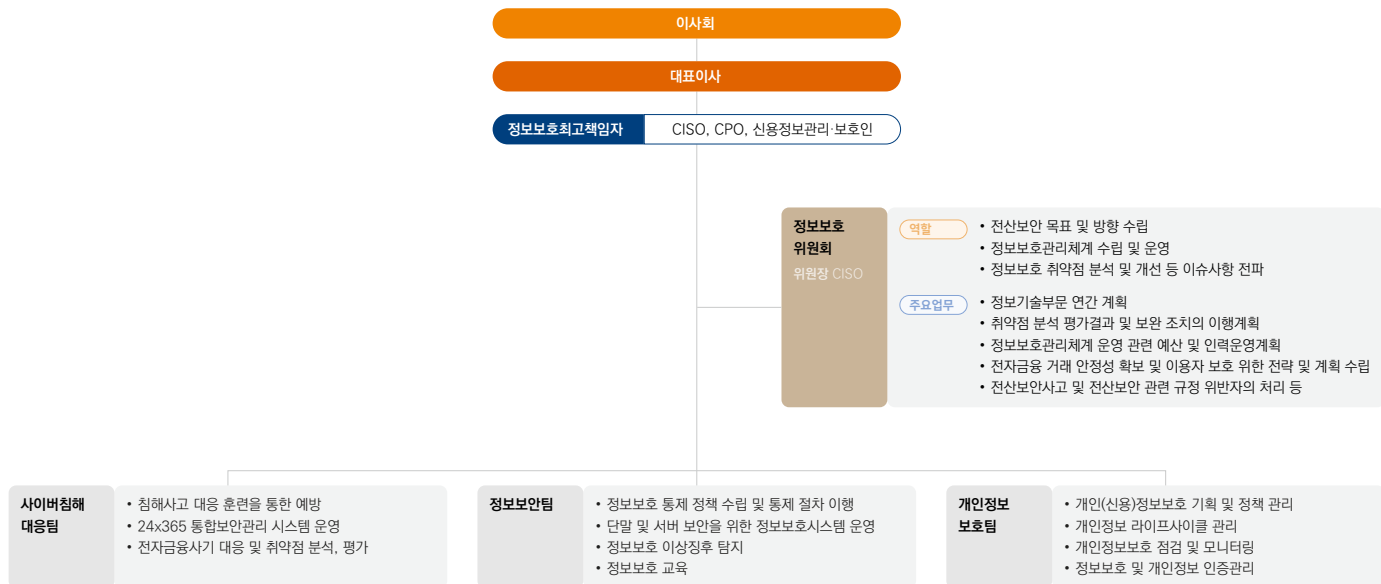 이사회
대표이사
정보보호최고책임자 CISO, CPO, 신용정보관리·보호인
정보보호
위원회
위원장 CISO
역할
• 전산보안 목표 및 방향 수립
• 정보보호관리체계 수립 및 운영
• 정보보호 취약점 분석 및 개선 등 이슈사항 전파
주요업무
• 정보기술부문 연간 계획
• 취약점 분석 평가결과 및 보완 조치의 이행계획
• 정보보호관리체계 운영 관련 예산 및 인력운영계획
• 전자금융 거래 안정성 확보 및 이용자 보호 위한 전략 및 계획 수립
• 전산보안사고 및 전산보안 관련 규정 위반자의 처리 등
사이버침해
대응팀
• 침해사고 대응 훈련을 통한 예방
• 24x365 통합보안관리 시스템 운영
• 전자금융사기 대응 및 취약점 분석, 평가
정보보안팀
• 정보보호 통제 정책 수립 및 통제 절차 이행
• 단말 및 서버 보안을 위한 정보보호시스템 운영
• 정보보호 이상징후 탐지
• 정보보호 교육
개인정보
보호팀
• 개인(신용)정보보호 기획 및 정책 관리
• 개인정보 라이프사이클 관리
• 개인정보보호 점검 및 모니터링
• 정보보호 및 개인정보 인증관리